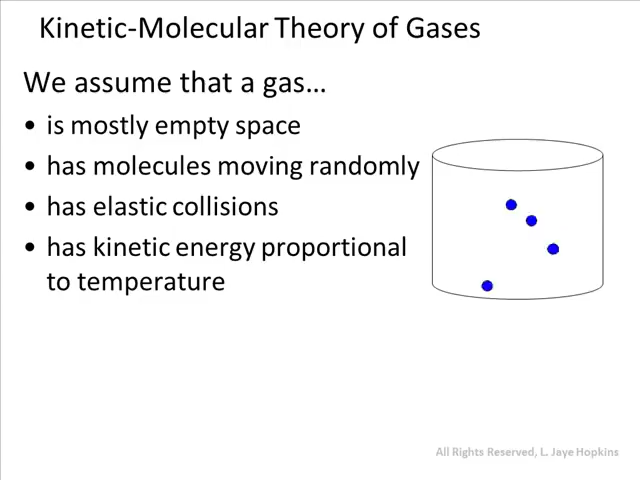 Kinetic-Molecular Theory of Gases
We assume that a gas…
• is mostly empty space
• has molecules moving randomly
• has elastic collisions
• has kinetic energy proportional
to temperature
All Rights Reserved, L. Jaye Hopkins